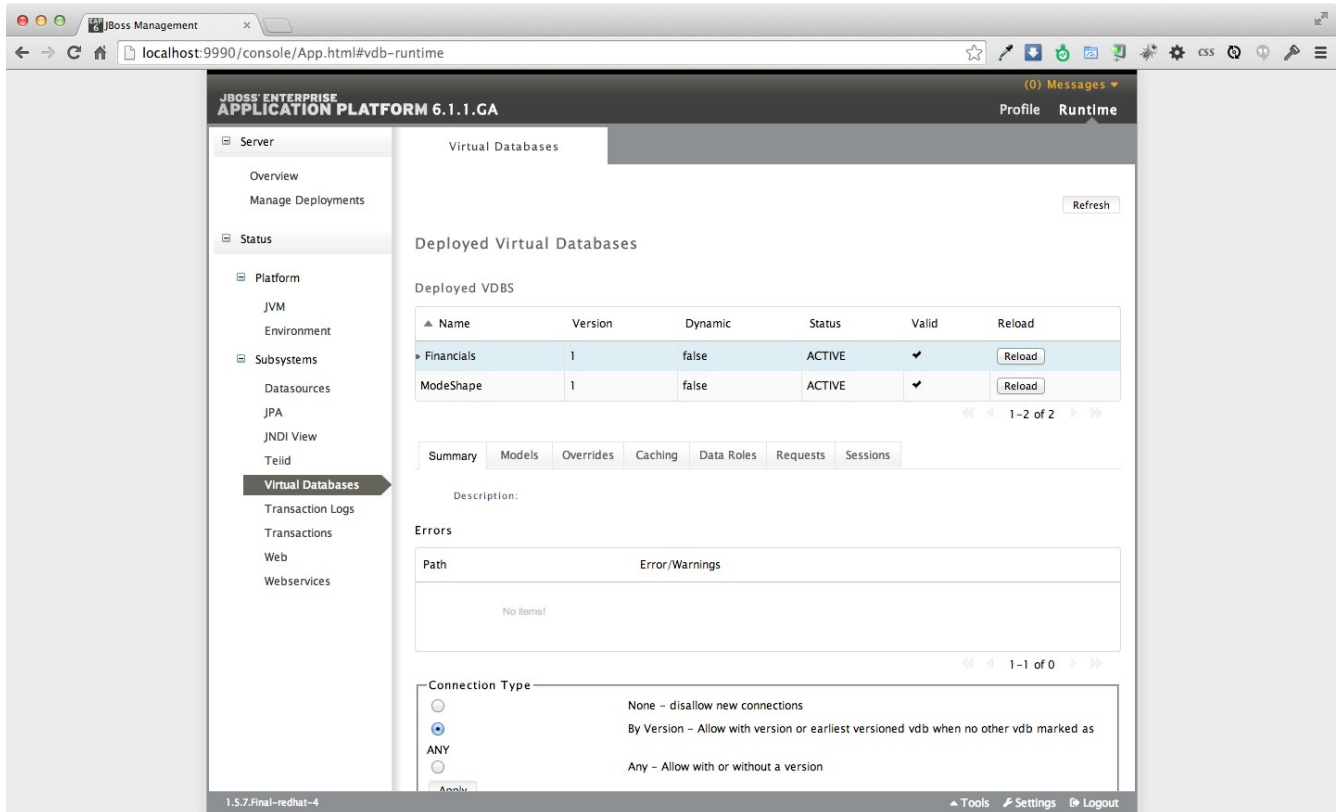 JBoss Management
localhost:9990/console/App.html#vdb-runtime
css
(0) Messages
JBOSS ENTERPRISE
APPLICATION PLATFORM 6.1.1.GA
Profile Runtime
Server
Overview
Manage Deployments
Status
Platform
JVM
Environment
Subsystems
Datasources
JPA
JNDI View
Teiid
Virtual Databases
Transaction Logs
Transactions
Web
Webservices
Virtual Databases
Refresh
Deployed Virtual Databases
Deployed VDBS
Name Version Dynamic Status Valid Reload
Financials 1 false ACTIVE Reload
ModeShape 1 false ACTIVE Reload
1-2 of 2
Summary Models Overrides Caching Data Roles Requests Sessions
Description:
Errors
Path Error/Warnings
No items!
1-1 of 0
Connection Type
None - disallow new connections
By Version - Allow with version or earliest versioned vdb when no other vdb marked as
ANY
Any - Allow with or without a version
Apply
1.5.7.Final-redhat-4
Tools Settings Logout